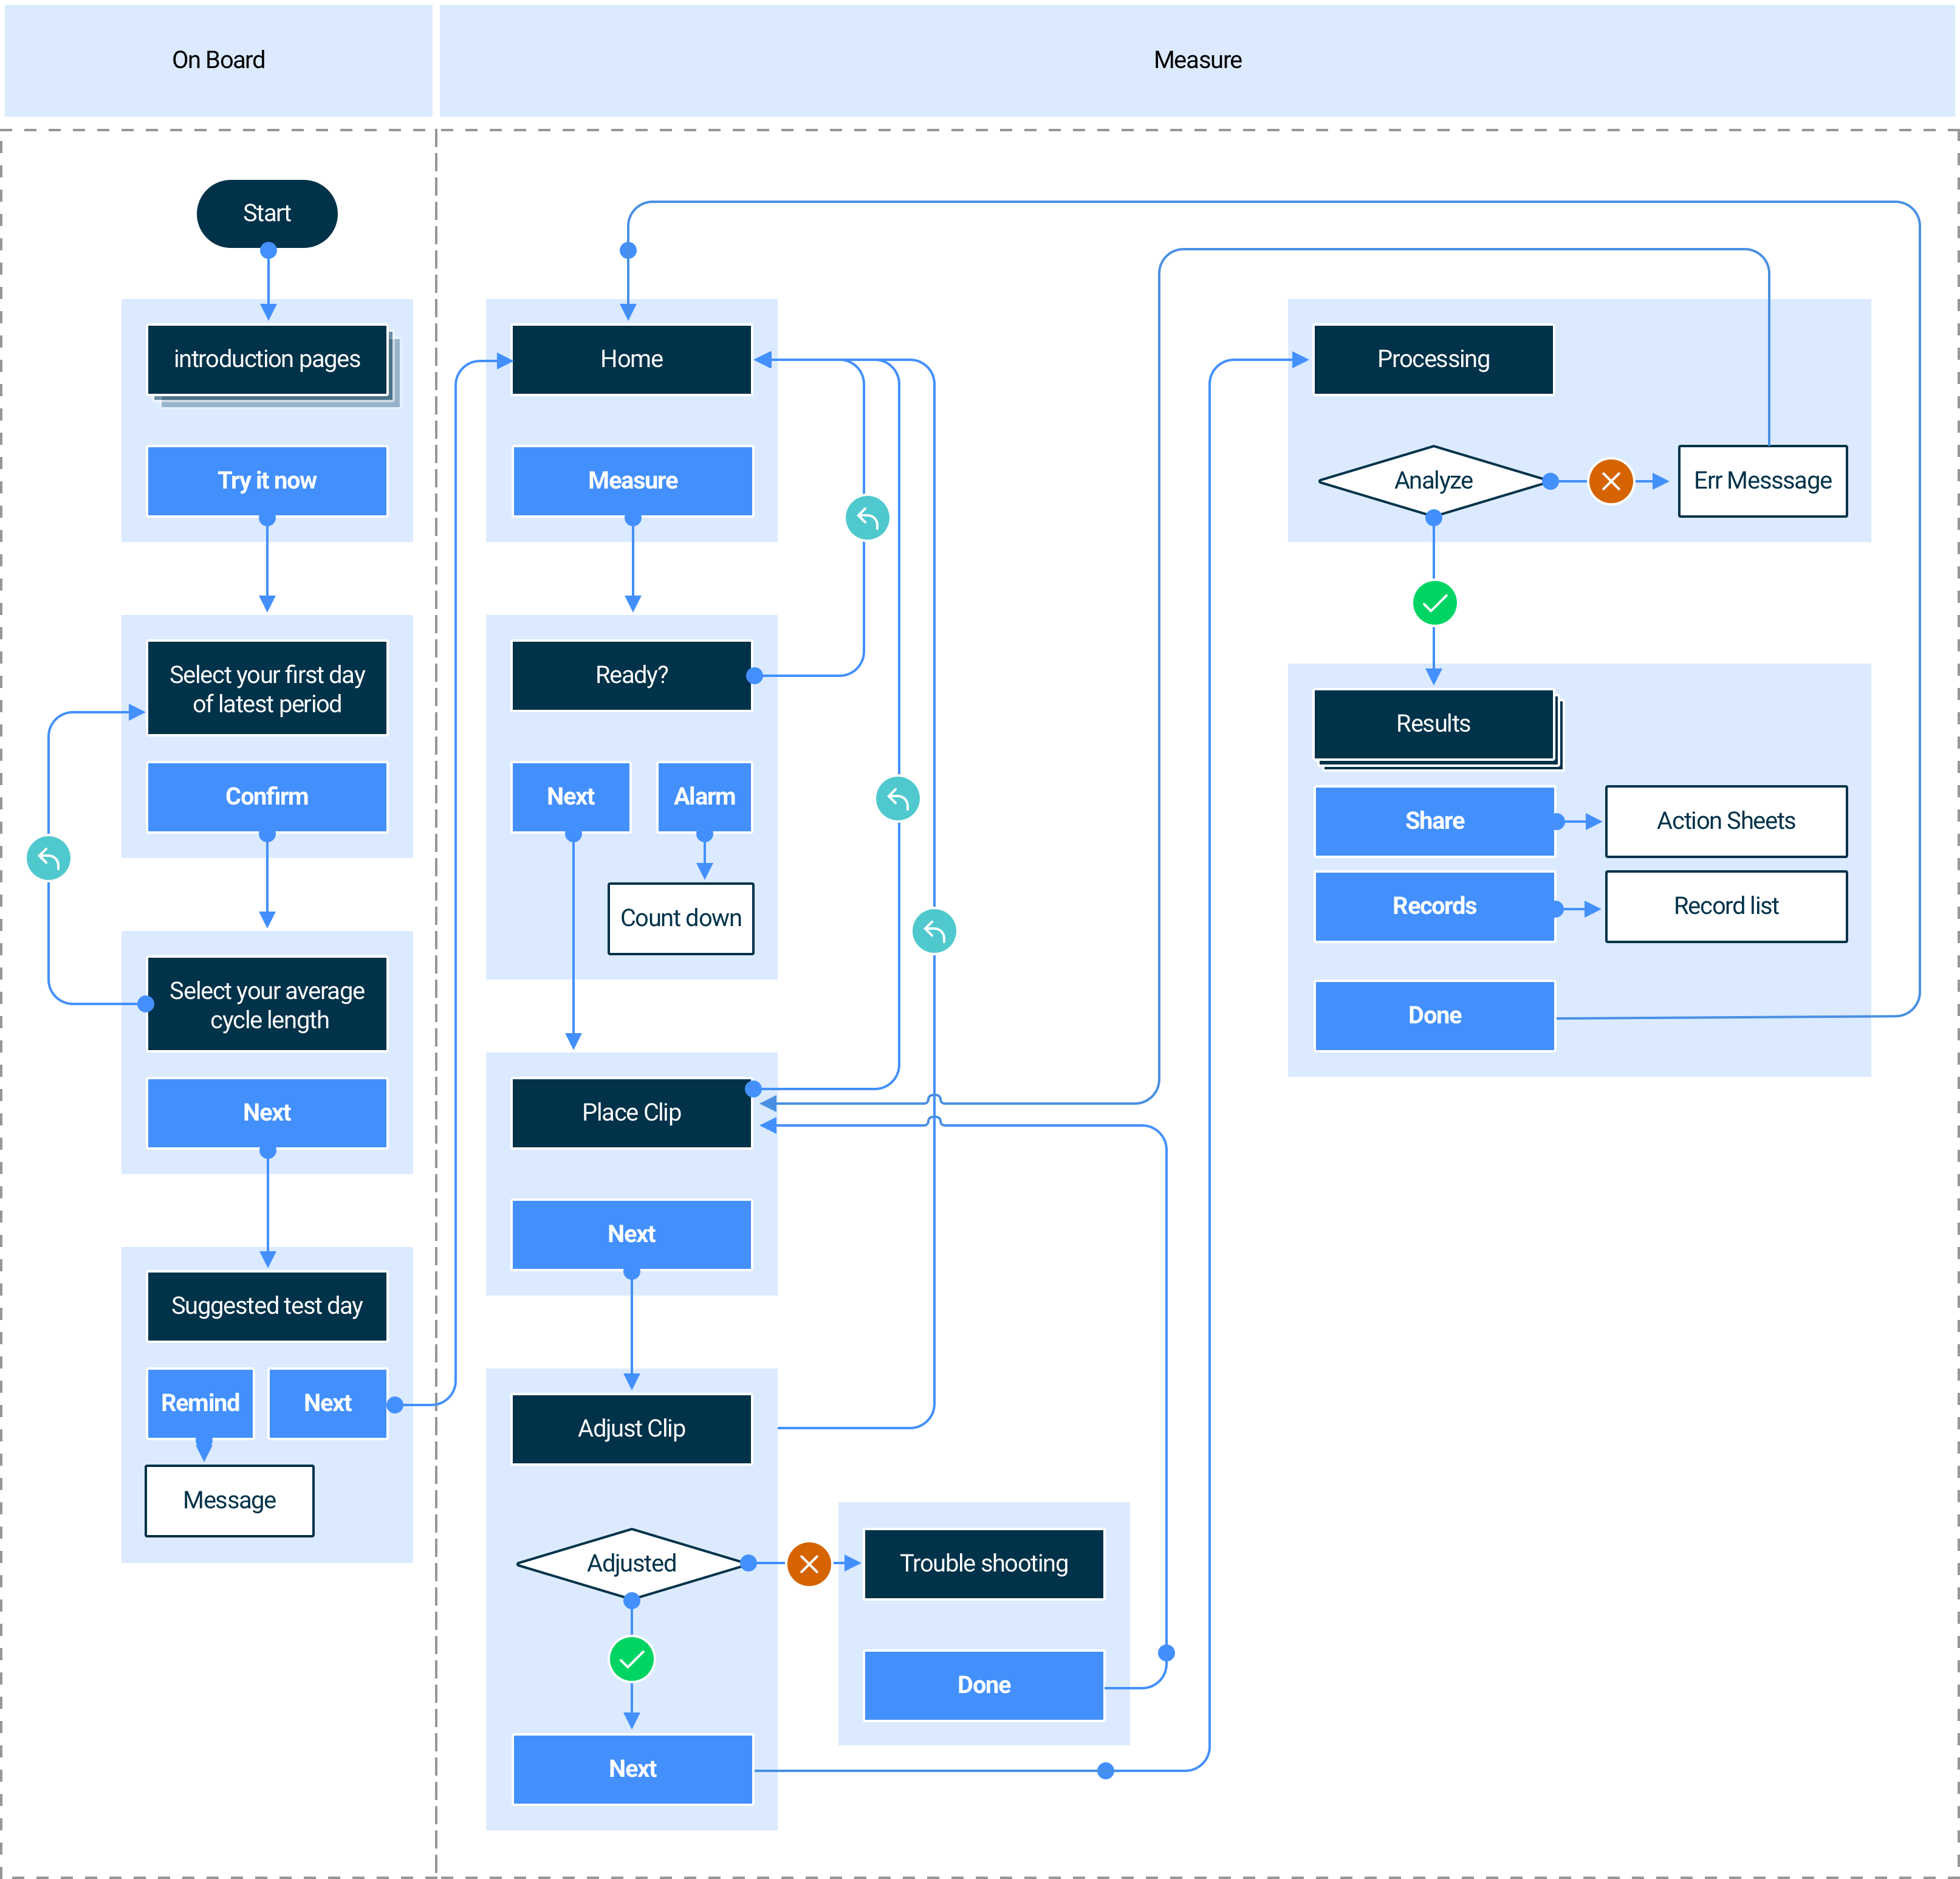 On Board
Measure
Start
introduction pages
Try it now
Select your first day
of latest period
Confirm
Select your average
cycle length
Next
Suggested test day
Remind
Next
Message
Home
Measure
Ready?
Next
Alarm
Count down
Place Clip
Next
Adjust Clip
Adjusted
Next
Trouble shooting
Done
Processing
Analyze
Err Messsage
Results
Share
Action Sheets
Records
Record list
Done